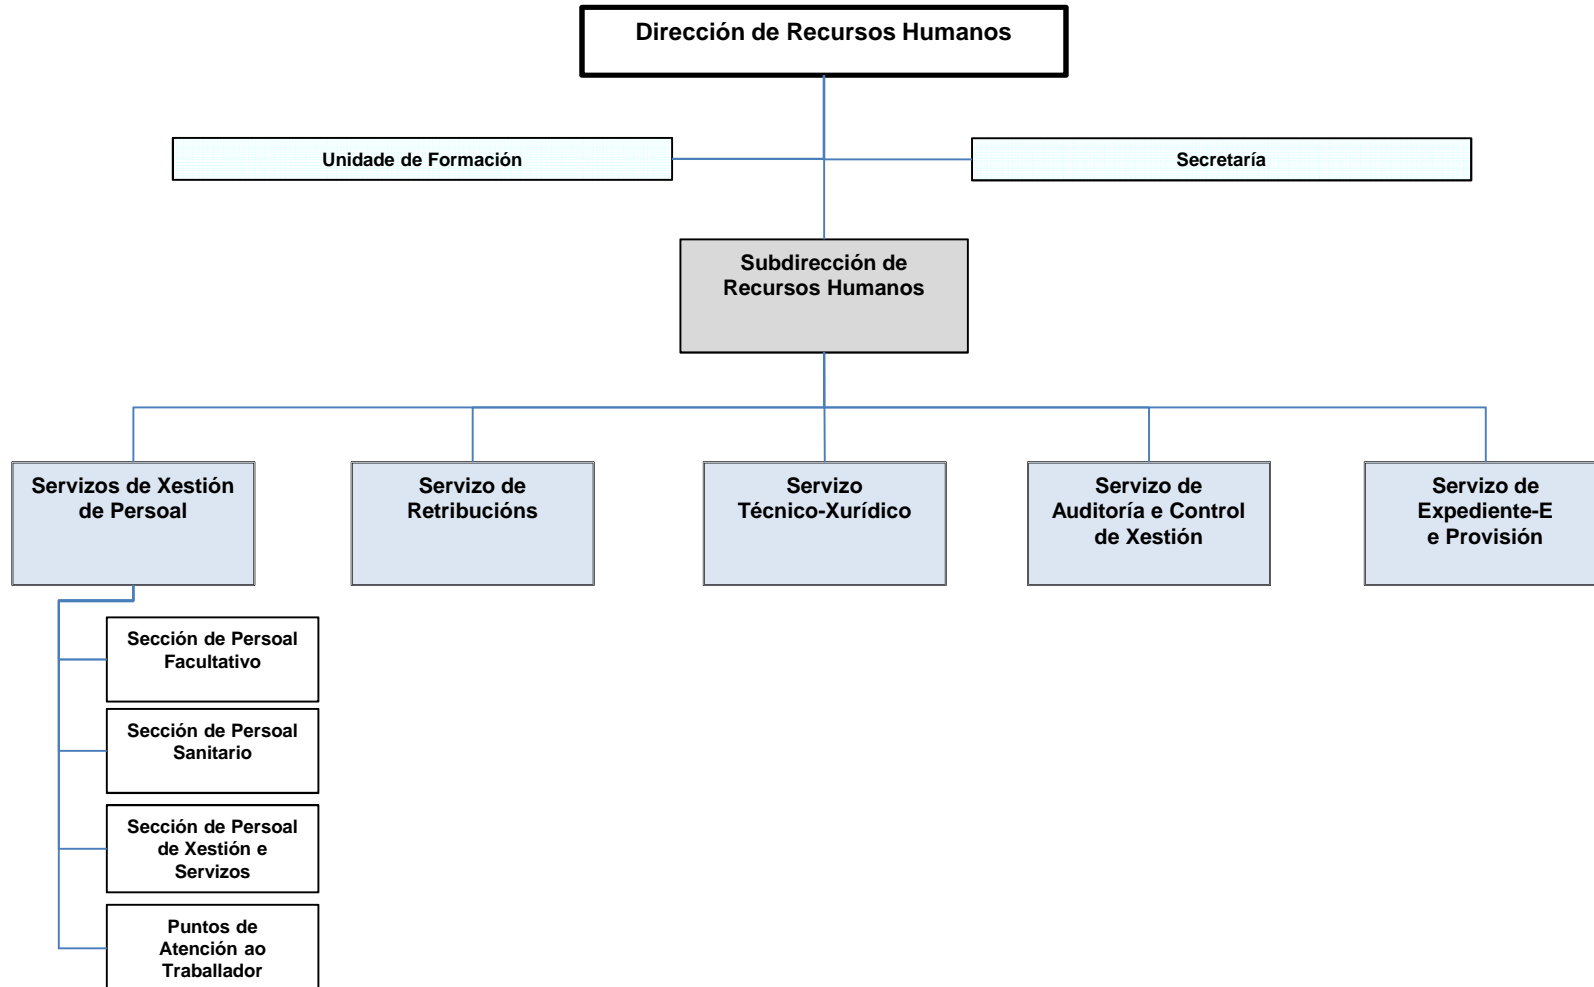 Dirección de Recursos Humanos
Unidade de Formación
Secretaría
Subdirección de
Recursos Humanos
Servizos de Xestión
de Persoal
Servizo de
Retribucións
Servizo
Técnico-Xurídico
Servizo de
Auditoría e Control
de Xestión
Servizo de
Expediente-E
e Provisión
Sección de Persoal
Facultativo
Sección de Persoal
Sanitario
Sección de Persoal
de Xestión e
Servizos
Puntos de
Atención ao
Traballador